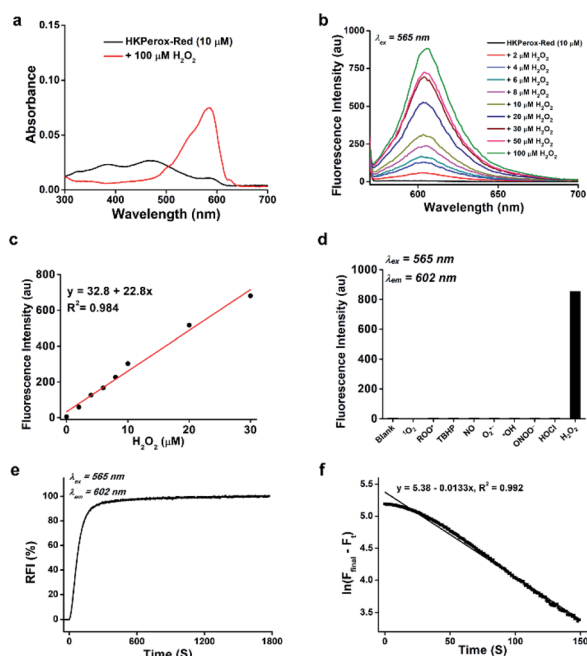 a
Absorbance
0.15
0.10
0.05
0.00
HKPerox-Red (10 μM)
+ 100 μM H₂O₂
300 400 500 600 700
Wavelength (nm)
b
Fluorescence Intensity (au)
1000
750
500
250
0
λex = 565 nm
HKPerox-Red (10 μM)
+ 2 μM H₂O₂
+ 4 μM H₂O₂
+ 6 μM H₂O₂
+ 8 μM H₂O₂
+ 10 μM H₂O₂
+ 20 μM H₂O₂
+ 30 μM H₂O₂
+ 50 μM H₂O₂
+ 100 μM H₂O₂
600 650 700
Wavelength (nm)
c
Fluorescence Intensity (au)
800
600
400
200
0
y = 32.8 + 22.8x
R²= 0.984
0 10 20 30
H₂O₂ (μM)
d
Fluorescence Intensity (au)
1000
800
600
400
200
0
λex = 565 nm
λem = 602 nm
Blank ¹O₂ ROO• TBHP NO O₂•⁻ •OH ONOO⁻ HOCl H₂O₂
e
RFI (%)
100
80
60
40
20
0
λex = 565 nm
λem = 602 nm
0 600 1200 1800
Time (S)
f
ln(Ffinal - Ft)
5.5
5.0
4.5
4.0
3.5
y = 5.38 - 0.0133x, R² = 0.992
0 50 100 150
Time (S)